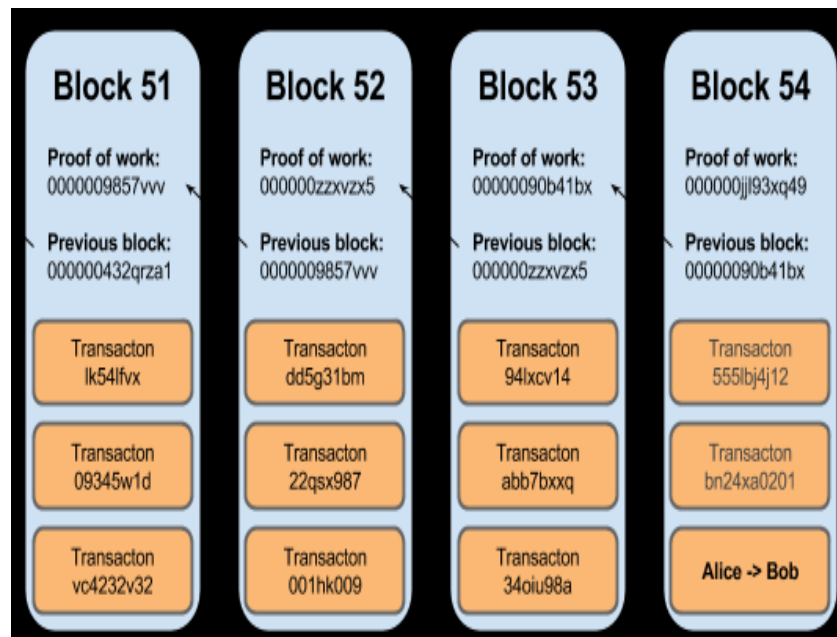 Block 51
Proof of work:
0000009857vvv
Previous block:
000000432qrza1
Transacton
lk54lfvx
Transacton
09345w1d
Transacton
vc4232v32
Block 52
Proof of work:
000000zzxvzx5
Previous block:
0000009857vvv
Transacton
dd5g31bm
Transacton
22qsx987
Transacton
001hk009
Block 53
Proof of work:
00000090b41bx
Previous block:
000000zzxvzx5
Transacton
94lxcv14
Transacton
abb7bxxq
Transacton
34oiu98a
Block 54
Proof of work:
000000jjl93xq49
Previous block:
00000090b41bx
Transacton
555lbj4j12
Transacton
bn24xa0201
Alice -> Bob